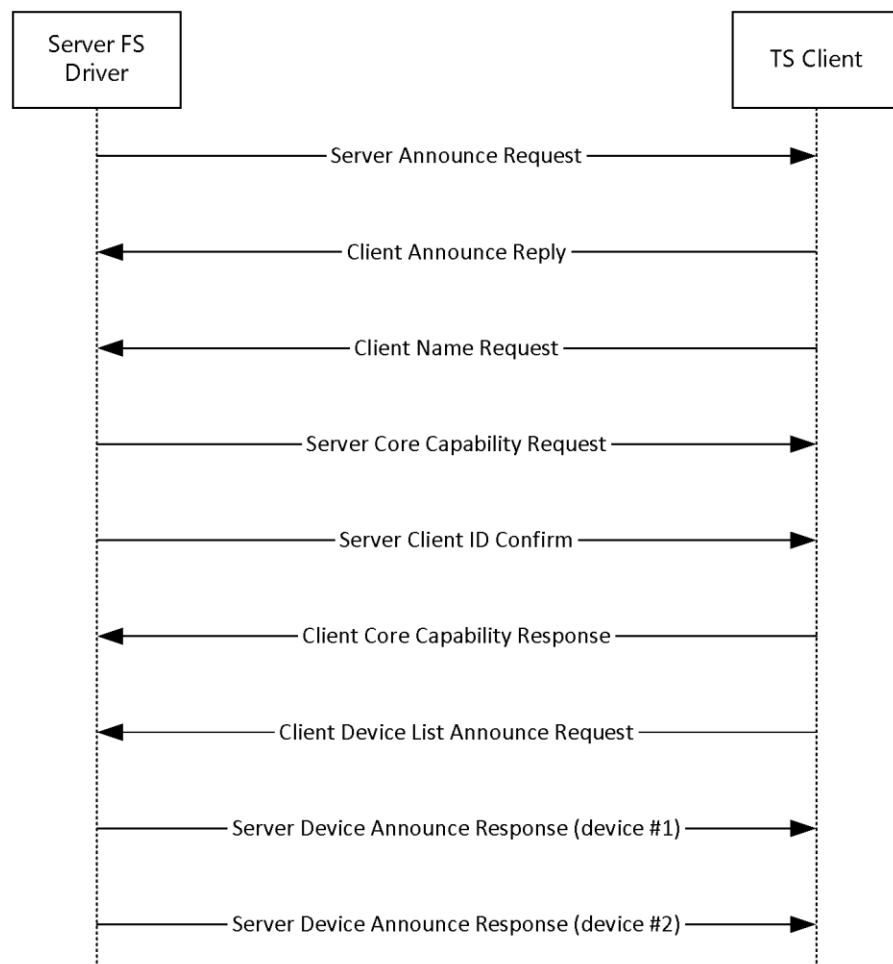 Server FS
Driver
TS Client
Server Announce Request
Client Announce Reply
Client Name Request
Server Core Capability Request
Server Client ID Confirm
Client Core Capability Response
Client Device List Announce Request
Server Device Announce Response (device #1)
Server Device Announce Response (device #2)